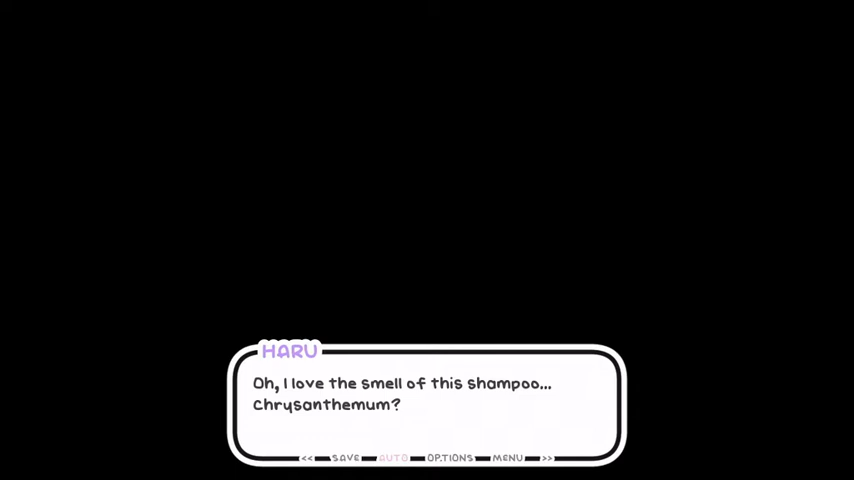 HARU
Oh, I love the smell of this shampoo...
Chrysanthemum?
<< SAVE AUTO OPTIONS MENU >>